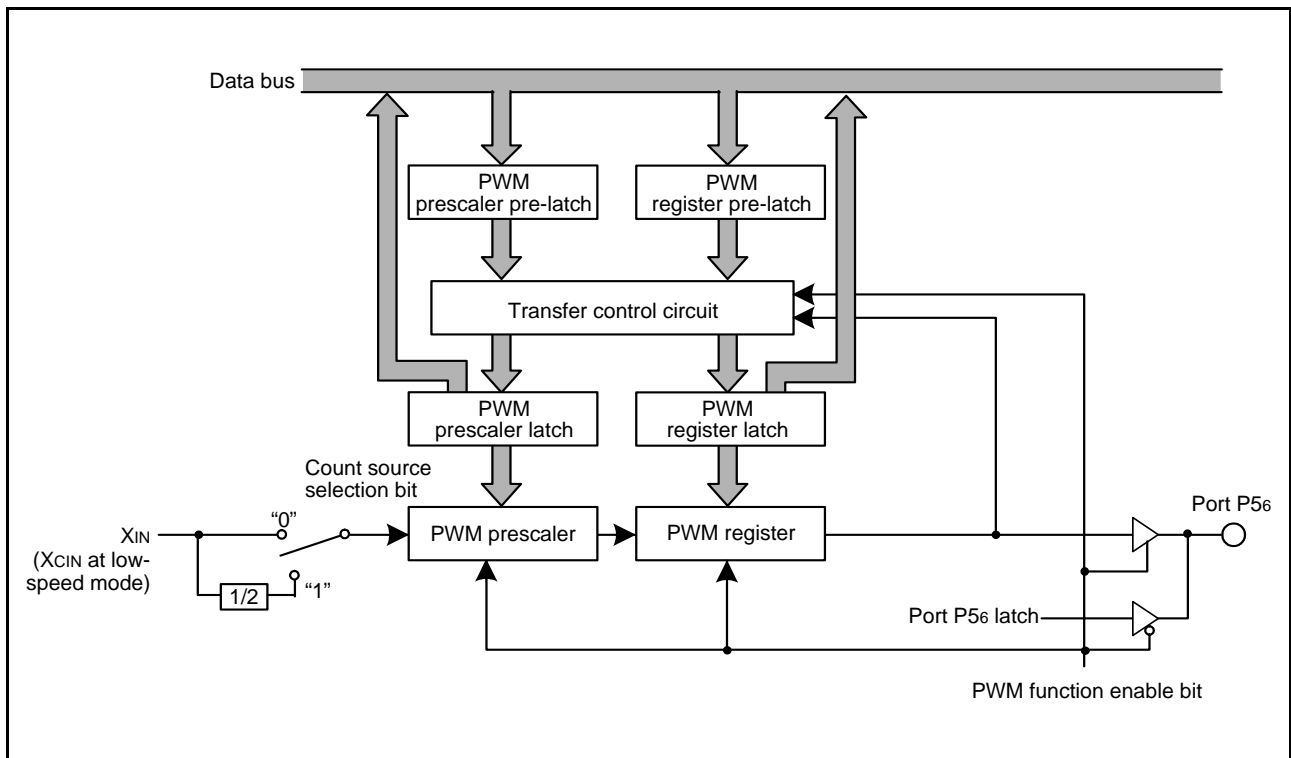 Data bus
PWM
prescaler pre-latch
PWM
register pre-latch
Transfer control circuit
PWM
prescaler latch
PWM
register latch
Count source
selection bit
XIN
(XCIN at low-
speed mode)
“0”
“1”
1/2
PWM prescaler
PWM register
Port P56
Port P56 latch
PWM function enable bit